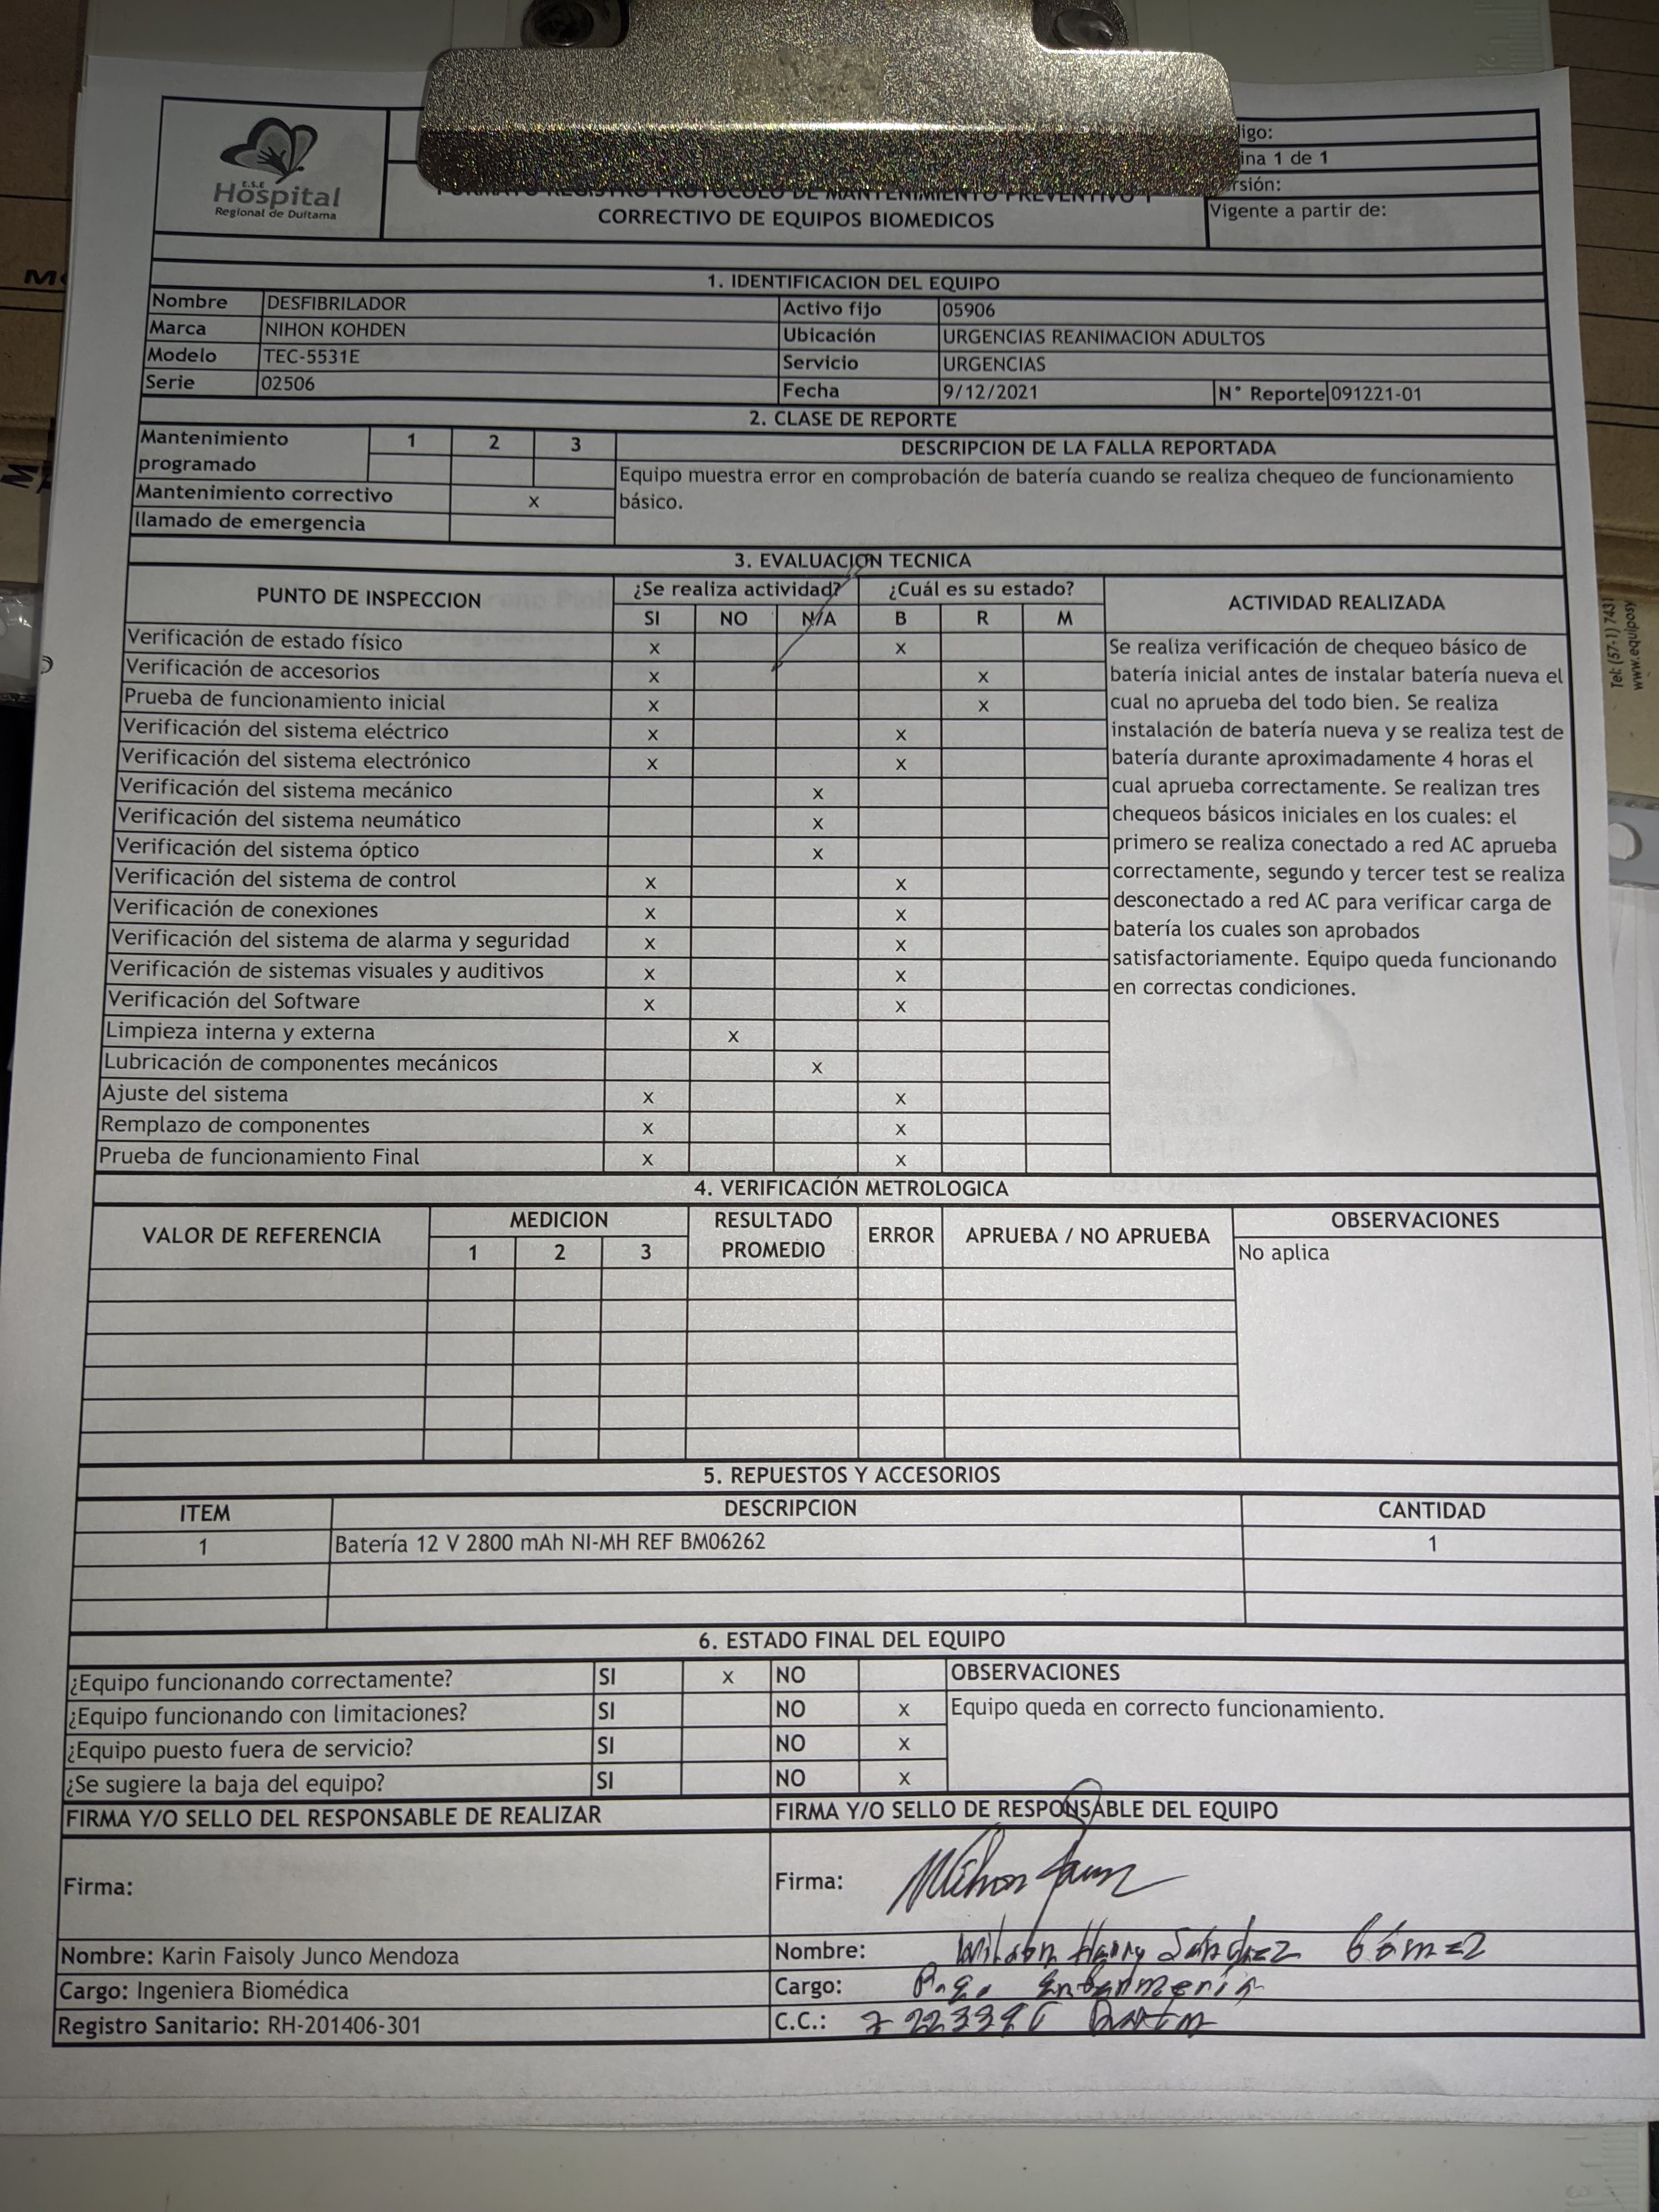 E.S.E
Hospital
Regional de Duitama
FORMATO REGISTRO PROTOCOLO DE MANTENIMIENTO PREVENTIVO Y
CORRECTIVO DE EQUIPOS BIOMEDICOS
igo:
ina 1 de 1
rsión:
Vigente a partir de:
1. IDENTIFICACION DEL EQUIPO
Nombre DESFIBRILADOR Activo fijo 05906
Marca NIHON KOHDEN Ubicación URGENCIAS REANIMACION ADULTOS
Modelo TEC-5531E Servicio URGENCIAS
Serie 02506 Fecha 9/12/2021 N° Reporte 091221-01
2. CLASE DE REPORTE
Mantenimiento programado 1 2 3 DESCRIPCION DE LA FALLA REPORTADA
Mantenimiento correctivo x
llamado de emergencia
Equipo muestra error en comprobación de batería cuando se realiza chequeo de funcionamiento
básico.
3. EVALUACION TECNICA
PUNTO DE INSPECCION ¿Se realiza actividad? ¿Cuál es su estado? ACTIVIDAD REALIZADA
SI NO N/A B R M
Verificación de estado físico x x
Verificación de accesorios x x
Prueba de funcionamiento inicial x x
Verificación del sistema eléctrico x x
Verificación del sistema electrónico x x
Verificación del sistema mecánico x
Verificación del sistema neumático x
Verificación del sistema óptico x
Verificación del sistema de control x x
Verificación de conexiones x x
Verificación del sistema de alarma y seguridad x x
Verificación de sistemas visuales y auditivos x x
Verificación del Software x x
Limpieza interna y externa x
Lubricación de componentes mecánicos x
Ajuste del sistema x x
Remplazo de componentes x x
Prueba de funcionamiento Final x x
Se realiza verificación de chequeo básico de
batería inicial antes de instalar batería nueva el
cual no aprueba del todo bien. Se realiza
instalación de batería nueva y se realiza test de
batería durante aproximadamente 4 horas el
cual aprueba correctamente. Se realizan tres
chequeos básicos iniciales en los cuales: el
primero se realiza conectado a red AC aprueba
correctamente, segundo y tercer test se realiza
desconectado a red AC para verificar carga de
batería los cuales son aprobados
satisfactoriamente. Equipo queda funcionando
en correctas condiciones.
4. VERIFICACIÓN METROLOGICA
VALOR DE REFERENCIA MEDICION RESULTADO PROMEDIO ERROR APRUEBA / NO APRUEBA OBSERVACIONES
1 2 3 No aplica
5. REPUESTOS Y ACCESORIOS
ITEM DESCRIPCION CANTIDAD
1 Batería 12 V 2800 mAh NI-MH REF BM06262 1
6. ESTADO FINAL DEL EQUIPO
¿Equipo funcionando correctamente? SI x NO OBSERVACIONES
¿Equipo funcionando con limitaciones? SI NO x Equipo queda en correcto funcionamiento.
¿Equipo puesto fuera de servicio? SI NO x
¿Se sugiere la baja del equipo? SI NO x
FIRMA Y/O SELLO DEL RESPONSABLE DE REALIZAR FIRMA Y/O SELLO DE RESPONSABLE DEL EQUIPO
Firma: Firma:
Nombre: Karin Faisoly Junco Mendoza Nombre: Wilson Harry Sánchez Gómez
Cargo: Ingeniera Biomédica Cargo: Enfermería
Registro Sanitario: RH-201406-301 C.C.:
Tel: (57-1) 7431
www.equiposy